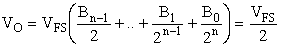 V_O = V_FS ( B_{n-1}/2 + .. + B_1/2^{n-1} + B_0/2^n ) = V_FS/2